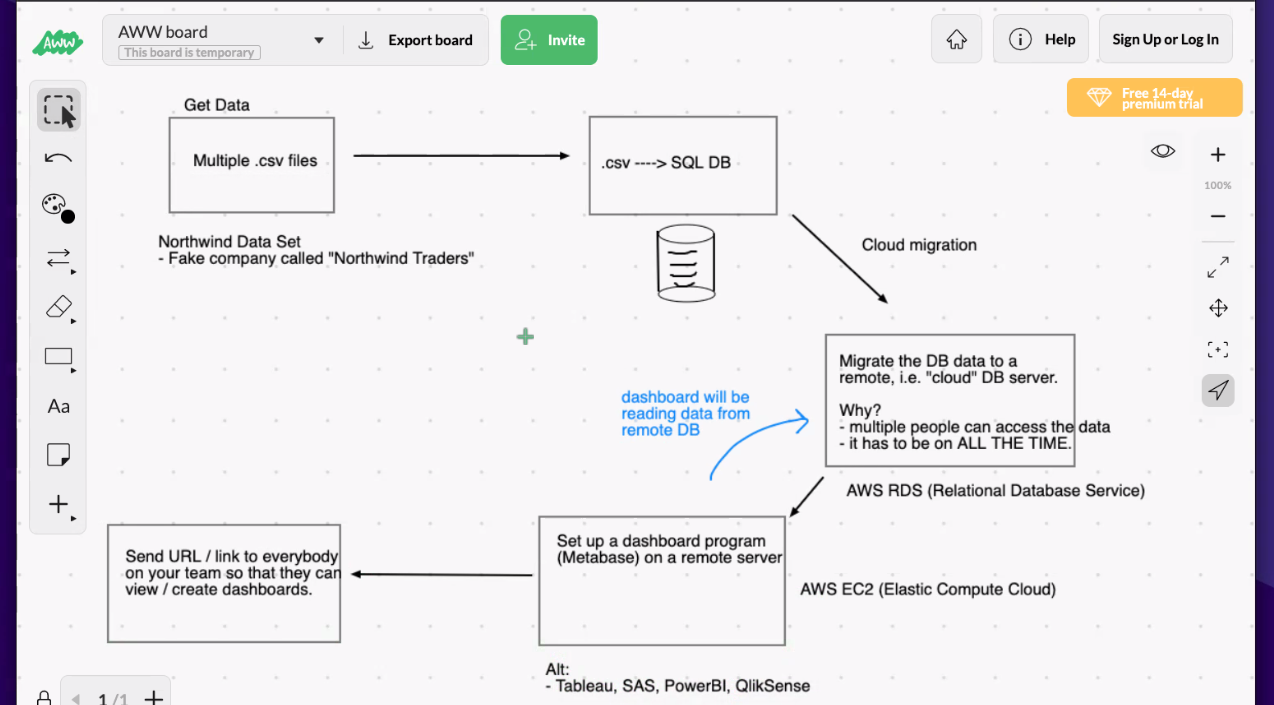 AWW
AWW board
This board is temporary
Export board
Invite
Help
Sign Up or Log In
Free 14-day
premium trial
100%
Get Data
Multiple .csv files
.csv ----> SQL DB
Northwind Data Set
- Fake company called "Northwind Traders"
Cloud migration
Migrate the DB data to a
remote, i.e. "cloud" DB server.
Why?
- multiple people can access the data
- it has to be on ALL THE TIME.
dashboard will be
reading data from
remote DB
AWS RDS (Relational Database Service)
Set up a dashboard program
(Metabase) on a remote server
AWS EC2 (Elastic Compute Cloud)
Send URL / link to everybody
on your team so that they can
view / create dashboards.
Alt:
- Tableau, SAS, PowerBI, QlikSense
Aa
1 / 1